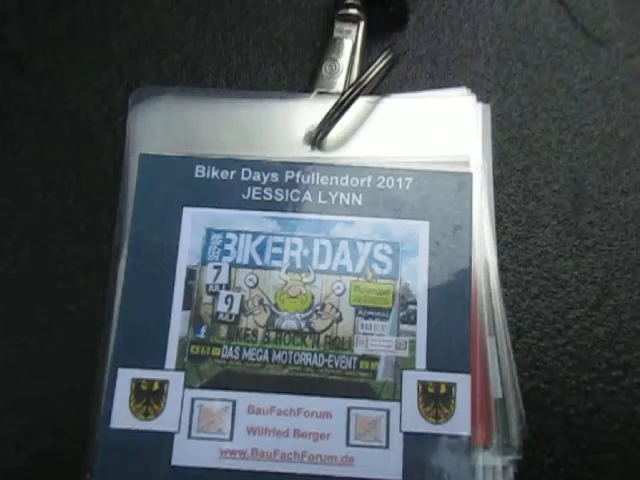 Biker Days Pfullendorf 2017
JESSICA LYNN
BIKER·DAYS
7
JULI
9
JULI
BIKES & ROCK'N ROLL
DAS MEGA MOTORRAD-EVENT
BauFachForum
Wilfried Berger
www.BauFachForum.de